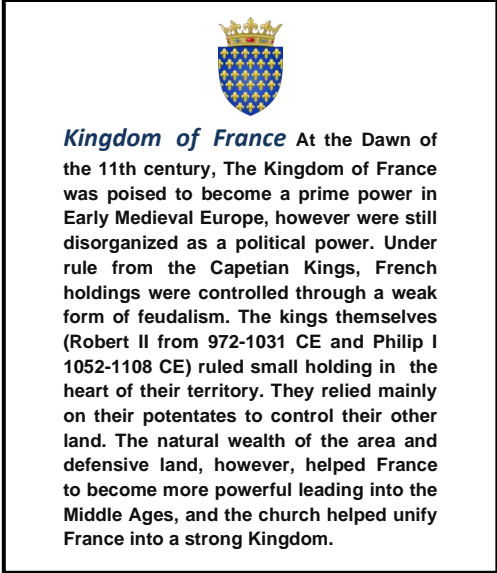 Kingdom of France At the Dawn of
the 11th century, The Kingdom of France
was poised to become a prime power in
Early Medieval Europe, however were still
disorganized as a political power. Under
rule from the Capetian Kings, French
holdings were controlled through a weak
form of feudalism. The kings themselves
(Robert II from 972-1031 CE and Philip I
1052-1108 CE) ruled small holding in the
heart of their territory. They relied mainly
on their potentates to control their other
land. The natural wealth of the area and
defensive land, however, helped France
to become more powerful leading into the
Middle Ages, and the church helped unify
France into a strong Kingdom.